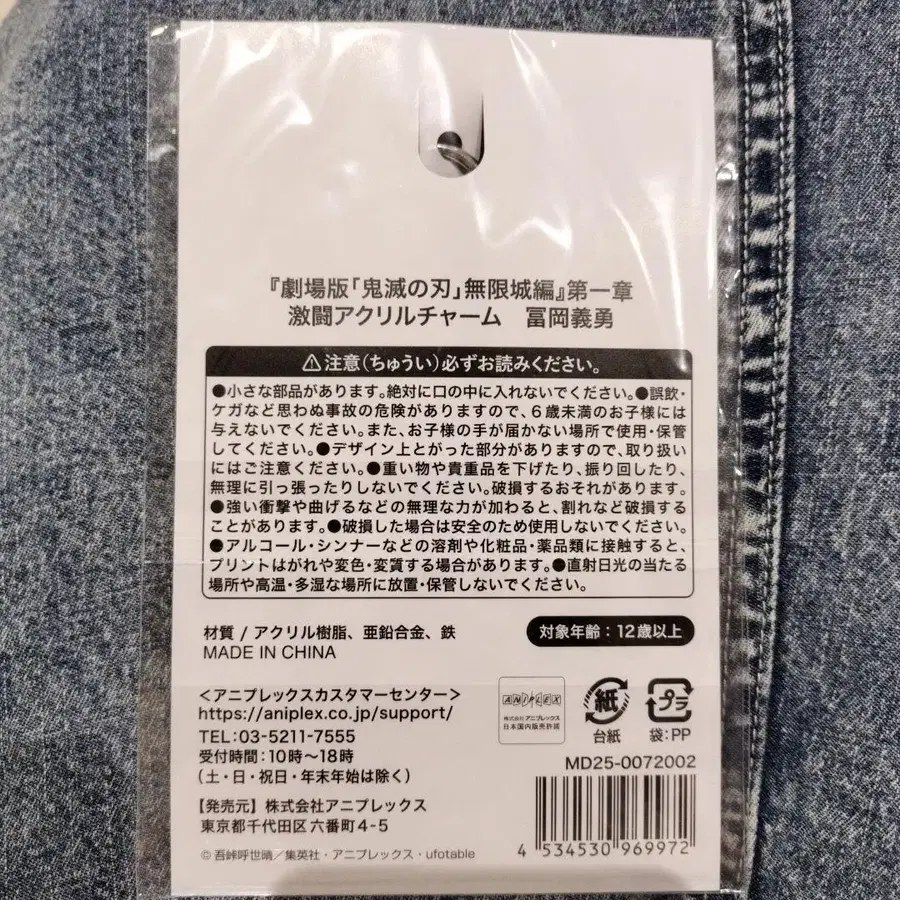 『劇場版「鬼滅の刃」無限城編』第一章
激闘アクリルチャーム 冨岡義勇
⚠注意(ちゅうい)必ずお読みください。
●小さな部品があります。絶対に口の中に入れないでください。●誤飲・
ケガなど思わぬ事故の危険がありますので、6歳未満のお子様には
与えないでください。また、お子様の手が届かない場所で使用・保管
してください。●デザイン上とがった部分がありますので、取り扱い
にはご注意ください。●重い物や貴重品を下げたり、振り回したり、
無理に引っ張ったりしないでください。破損するおそれがあります。
●強い衝撃や曲げるなどの無理な力が加わると、割れなど破損する
ことがあります。●破損した場合は安全のため使用しないでください。
●アルコール・シンナーなどの溶剤や化粧品・薬品類に接触すると、
プリントはがれや変色・変質する場合があります。●直射日光の当たる
場所や高温・多湿な場所に放置・保管しないでください。
材質 / アクリル樹脂、亜鉛合金、鉄
MADE IN CHINA
対象年齢:12歳以上
<アニプレックスカスタマーセンター>
https://aniplex.co.jp/support/
TEL:03-5211-7555
受付時間:10時~18時
(土・日・祝日・年末年始は除く)
【発売元】株式会社アニプレックス
東京都千代田区六番町4-5
©吾峠呼世晴/集英社・アニプレックス・ufotable
ANIPLEX
株式会社アニプレックス
日本国内販売許諾
紙
台紙
プラ
袋:PP
MD25-0072002
4 534530 969972